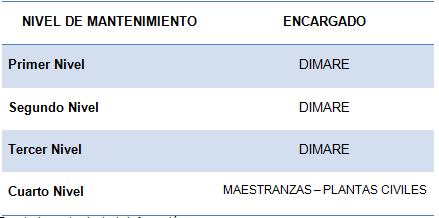 NIVEL DE MANTENIMIENTO ENCARGADO
Primer Nivel DIMARE
Segundo Nivel DIMARE
Tercer Nivel DIMARE
Cuarto Nivel MAESTRANZAS – PLANTAS CIVILES